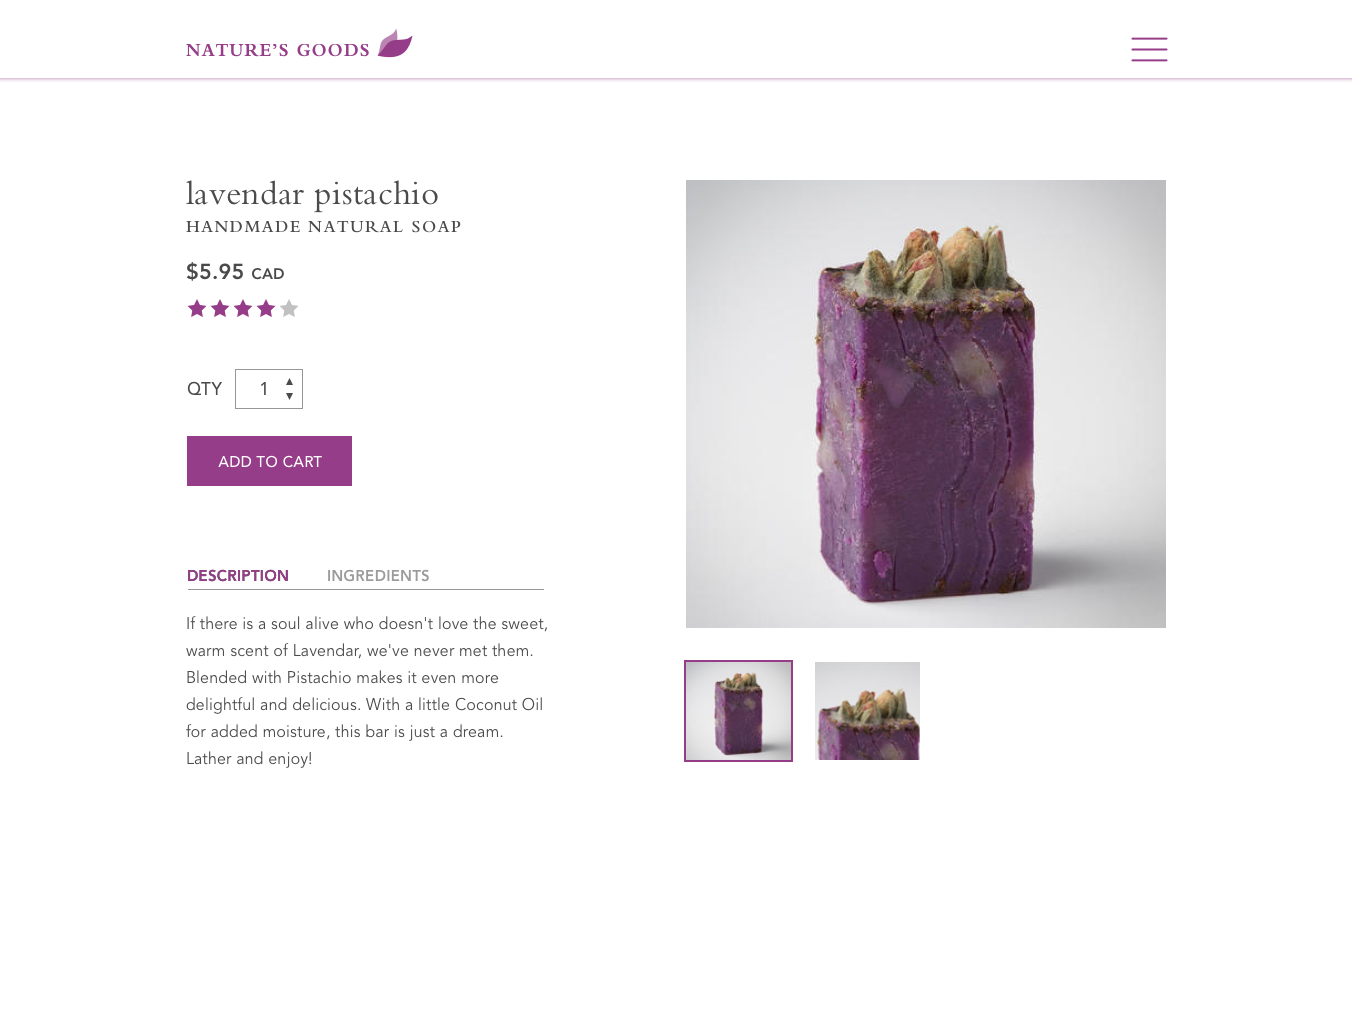 NATURE'S GOODS
lavendar pistachio
HANDMADE NATURAL SOAP
$5.95 CAD
QTY 1
ADD TO CART
DESCRIPTION INGREDIENTS
If there is a soul alive who doesn't love the sweet,
warm scent of Lavendar, we've never met them.
Blended with Pistachio makes it even more
delightful and delicious. With a little Coconut Oil
for added moisture, this bar is just a dream.
Lather and enjoy!